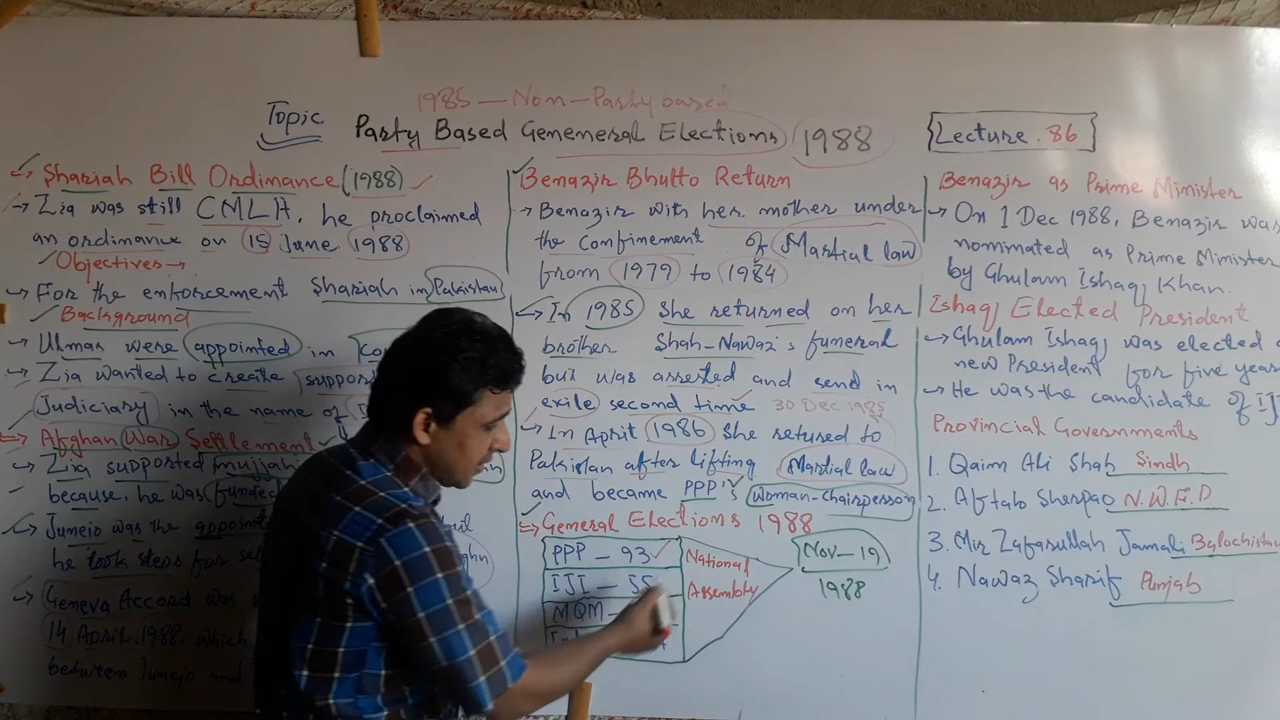 1985 — Non-Party based
Topic Party Based Genemeral Elections 1988
Lecture. 86
Shariah Bill Ordinance (1988)
→ Zia was still CMLH, he proclaimed
an ordinance on 15 June 1988
Objectives →
→ For the enforcement Shariah in Pakistan
Background
→ Ulmas were appointed in
→ Zia wanted to create support
Judiciary in the name of
→ Afghan War Settlement
→ Zia supported mujjah
because, he was funded
→ Junejo was the appoint
he took steps for
→ Geneva Accord was
14 April 1988. which
between Junejo and
Benazir Bhutto Return
→ Benazir with her mother under
the confinement of Martial law
from 1979 to 1984
→ In 1985 She returned on her
brother Shah-Nawaz's funeral
but was arrested and send in
exile second time 30 Dec 1985
→ In April 1986 She retured to
Pakistan after lifting Martial law
and became PPP's Woman-Chairperson
→ General Elections 1988
PPP — 93
IJI — 55
MQM —
National
Assembly
Nov — 19
1988
Benazir as Prime Minister
→ On 1 Dec 1988, Benazir was
nommated as Prime Minister
by Ghulam Ishaq Khan.
Ishaq Elected President
→ Ghulam Ishaq was elected
new President for five years
→ He was the candidate of IJ
Provincial Governments
1. Qaim Ali Shah Sindh
2. Aftab Sherpao N.W.F.D
3. Mir Zafarullah Jamali Balochistan
4. Nawaz Sharif Punjab